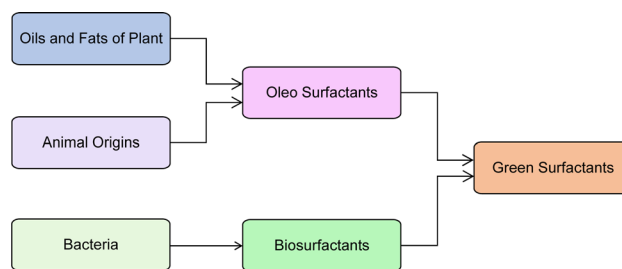 Oils and Fats of Plant
Oleo Surfactants
Animal Origins
Green Surfactants
Bacteria
Biosurfactants